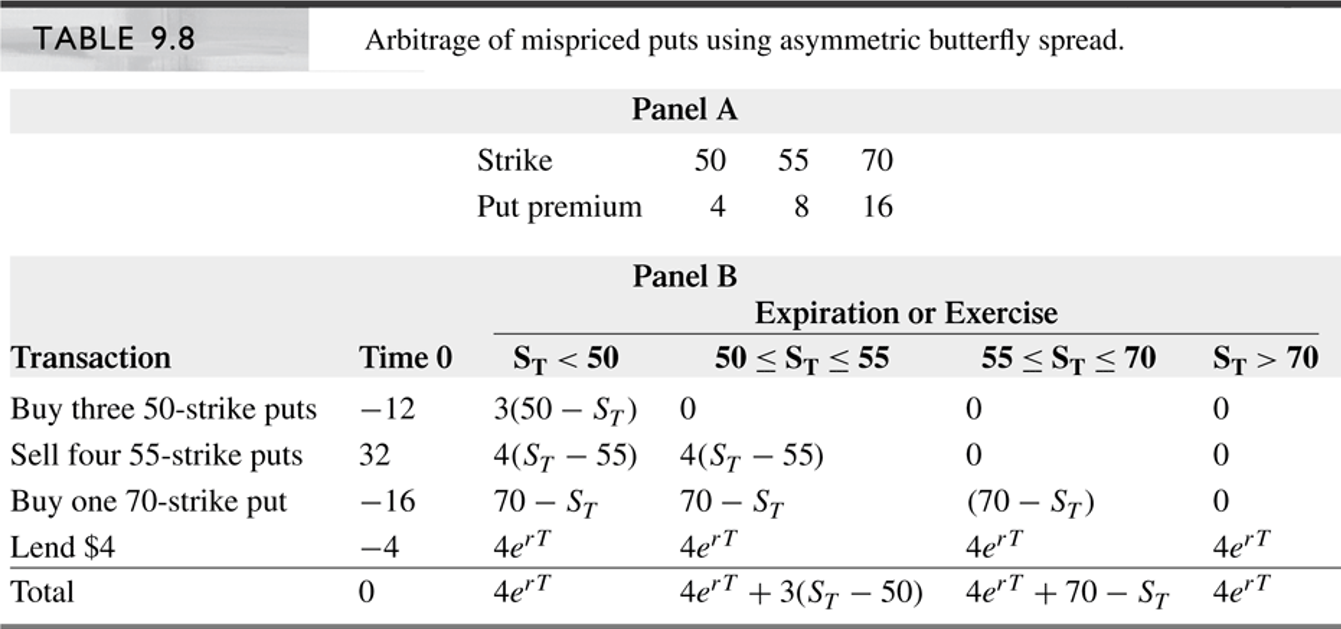 TABLE 9.8 Arbitrage of mispriced puts using asymmetric butterfly spread.
Panel A
Strike 50 55 70
Put premium 4 8 16
Panel B
Expiration or Exercise
Transaction Time 0 S_T < 50 50 ≤ S_T ≤ 55 55 ≤ S_T ≤ 70 S_T > 70
Buy three 50-strike puts −12 3(50 − S_T) 0 0 0
Sell four 55-strike puts 32 4(S_T − 55) 4(S_T − 55) 0 0
Buy one 70-strike put −16 70 − S_T 70 − S_T (70 − S_T) 0
Lend $4 −4 4e^{rT} 4e^{rT} 4e^{rT} 4e^{rT}
Total 0 4e^{rT} 4e^{rT} + 3(S_T − 50) 4e^{rT} + 70 − S_T 4e^{rT}